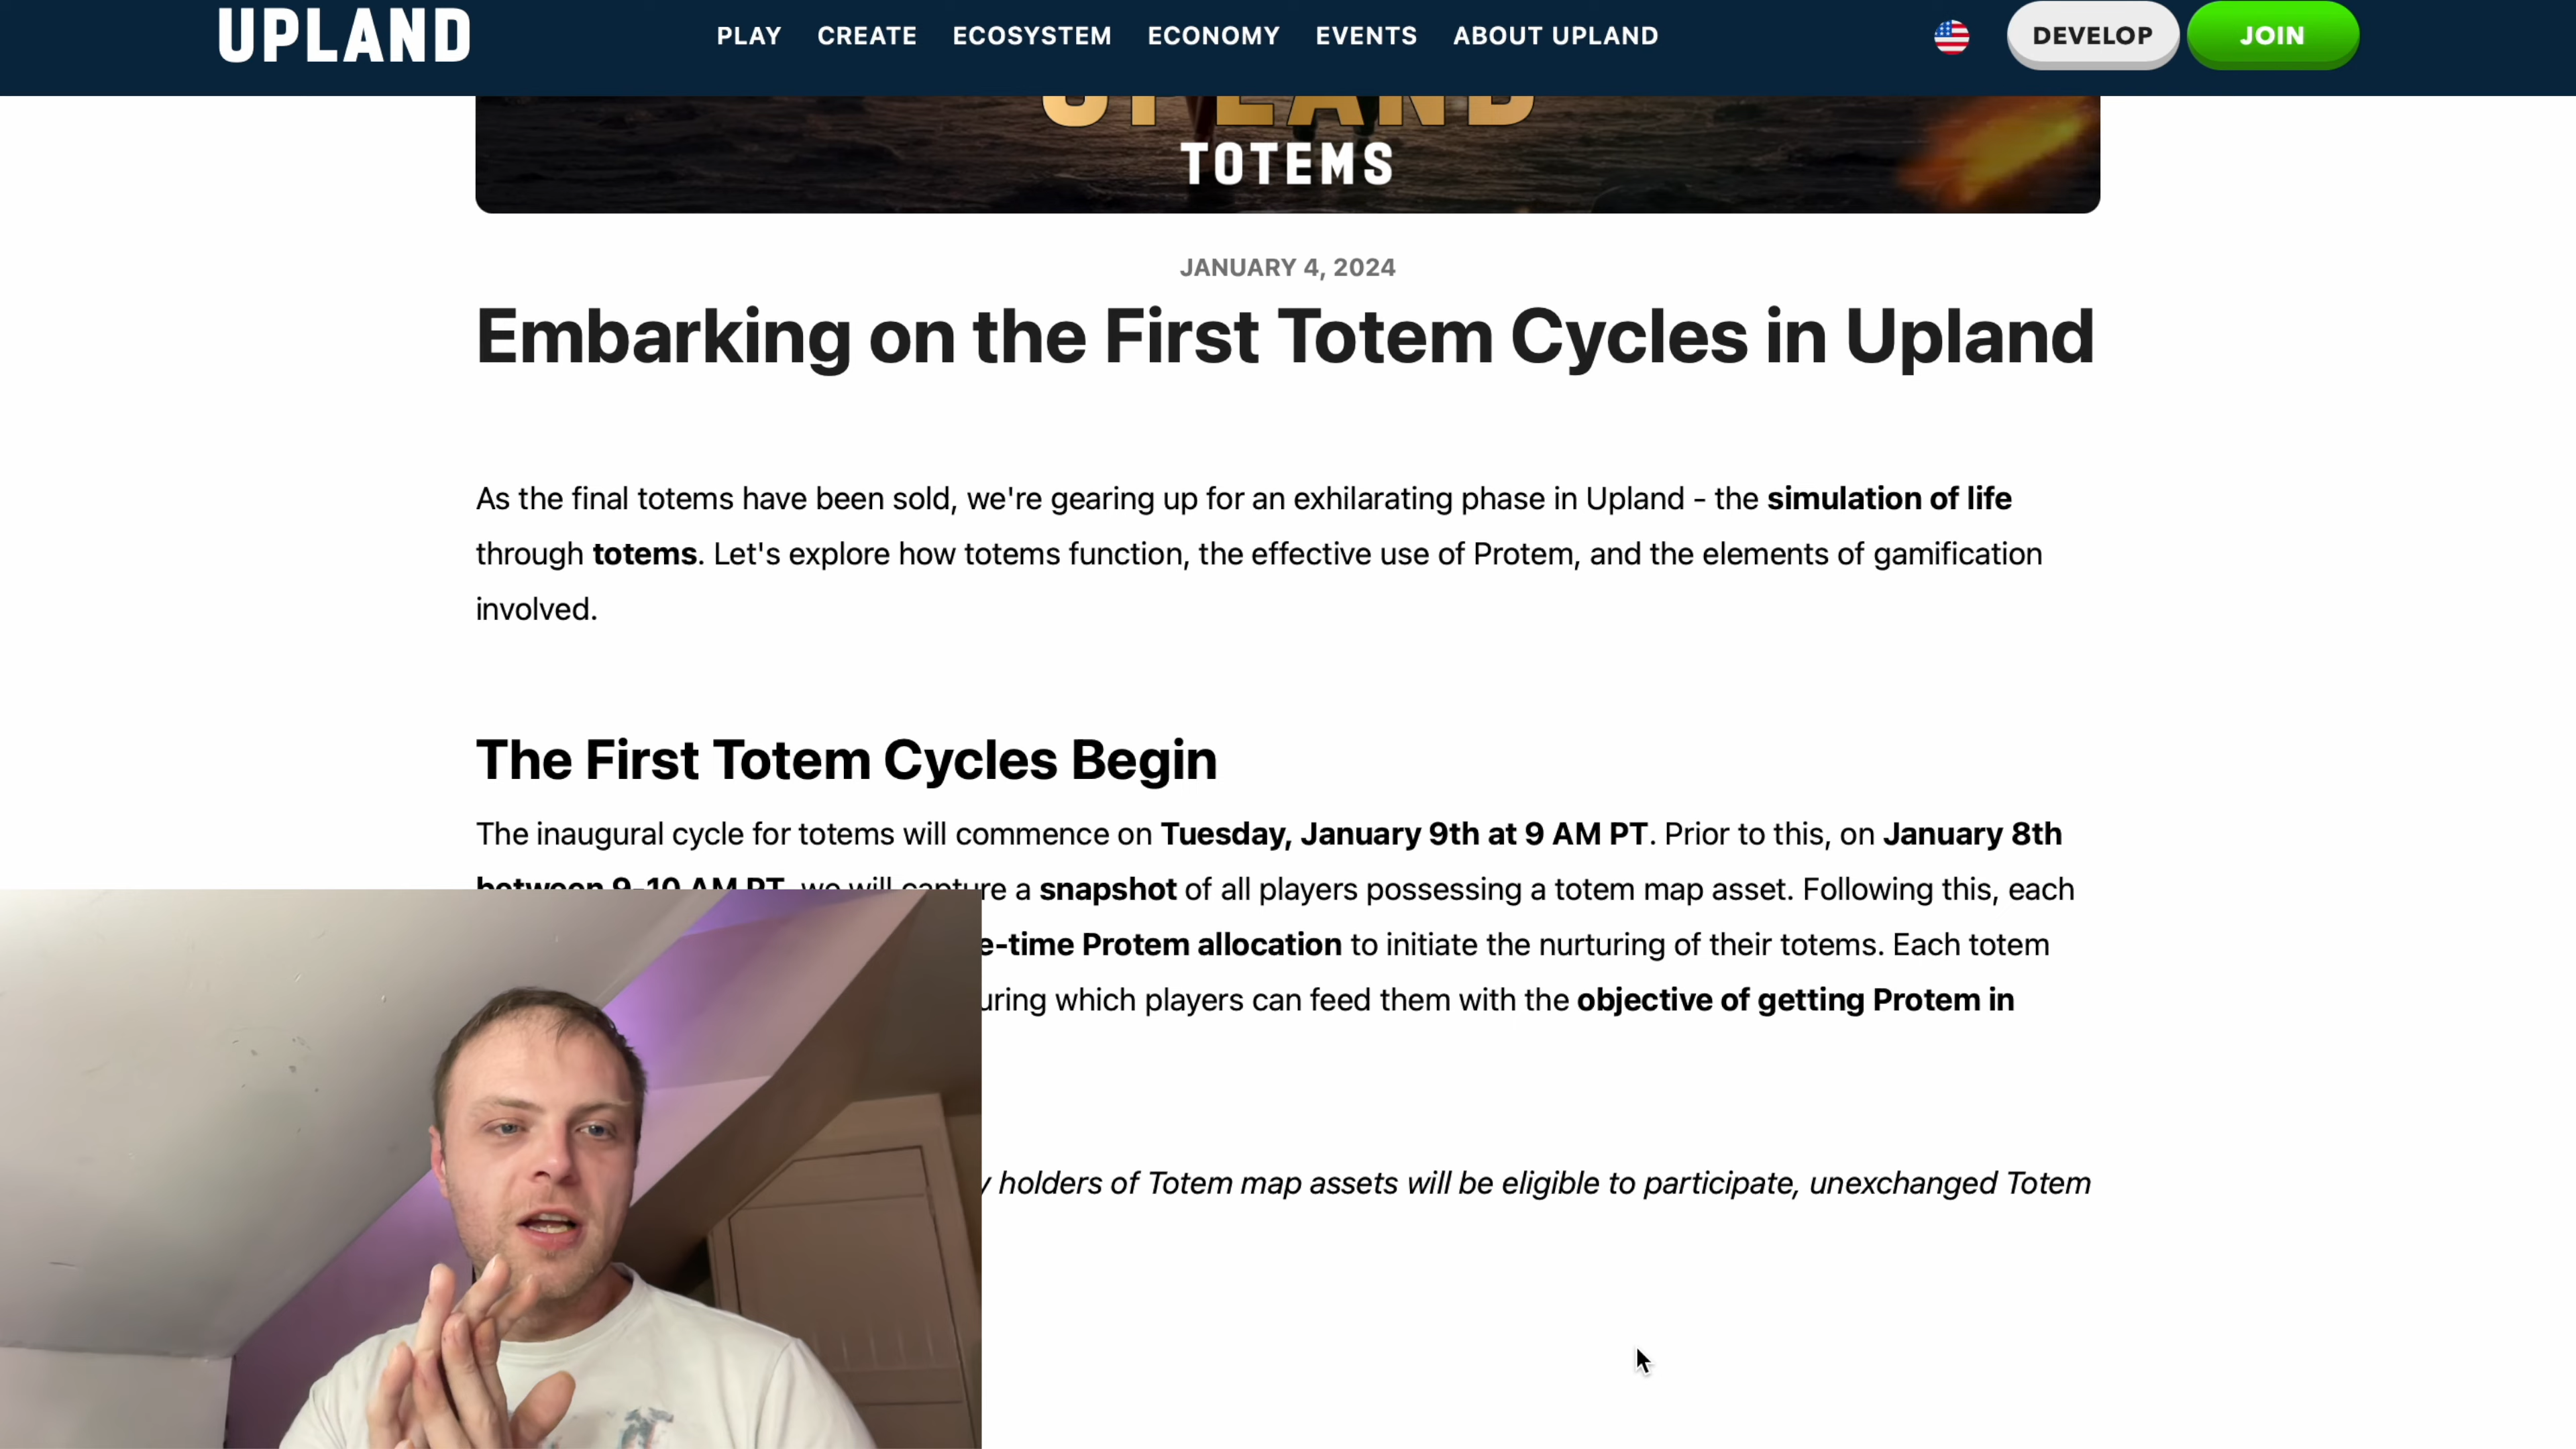 UPLAND
PLAY CREATE ECOSYSTEM ECONOMY EVENTS ABOUT UPLAND
DEVELOP JOIN
UPLAND
TOTEMS
JANUARY 4, 2024
Embarking on the First Totem Cycles in Upland
As the final totems have been sold, we're gearing up for an exhilarating phase in Upland - the simulation of life
through totems. Let's explore how totems function, the effective use of Protem, and the elements of gamification
involved.
The First Totem Cycles Begin
The inaugural cycle for totems will commence on Tuesday, January 9th at 9 AM PT. Prior to this, on January 8th
between 9-10 AM PT, we will capture a snapshot of all players possessing a totem map asset. Following this, each
e-time Protem allocation to initiate the nurturing of their totems. Each totem
uring which players can feed them with the objective of getting Protem in
holders of Totem map assets will be eligible to participate, unexchanged Totem